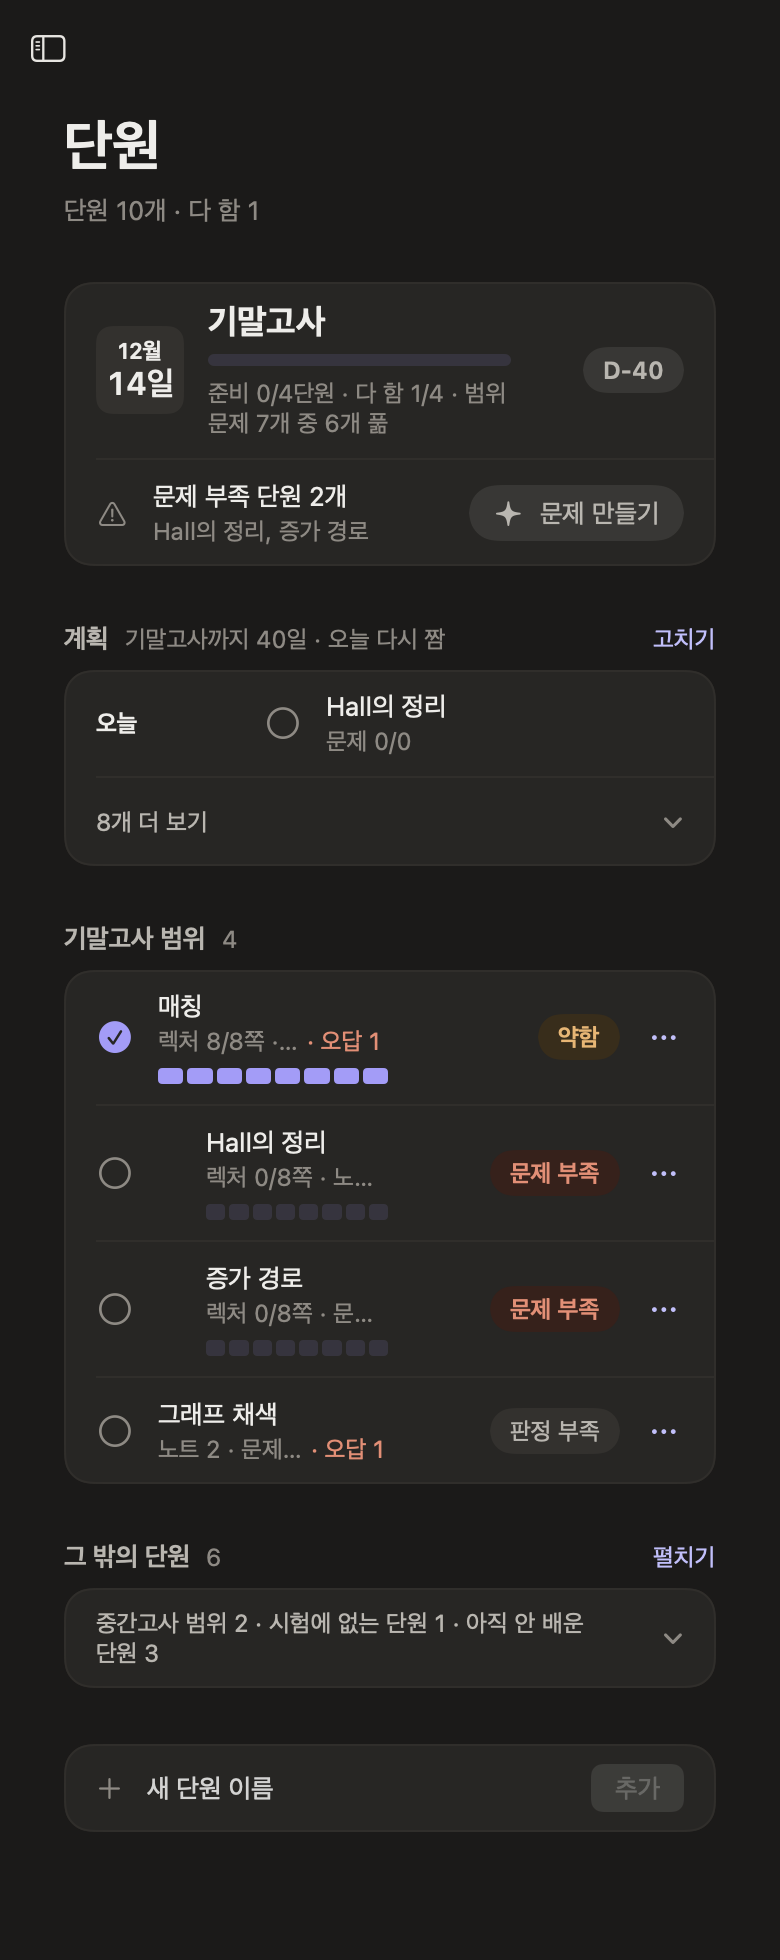 단원
단원 10개 · 다 함 1
12월
14일
기말고사
준비 0/4단원 · 다 함 1/4 · 범위
문제 7개 중 6개 풂
D-40
문제 부족 단원 2개
Hall의 정리, 증가 경로
문제 만들기
계획 기말고사까지 40일 · 오늘 다시 짬
고치기
오늘
Hall의 정리
문제 0/0
8개 더 보기
기말고사 범위 4
매칭
렉처 8/8쪽 ·… · 오답 1
약함
Hall의 정리
렉처 0/8쪽 · 노…
문제 부족
증가 경로
렉처 0/8쪽 · 문…
문제 부족
그래프 채색
노트 2 · 문제… · 오답 1
판정 부족
그 밖의 단원 6
펼치기
중간고사 범위 2 · 시험에 없는 단원 1 · 아직 안 배운
단원 3
새 단원 이름
추가